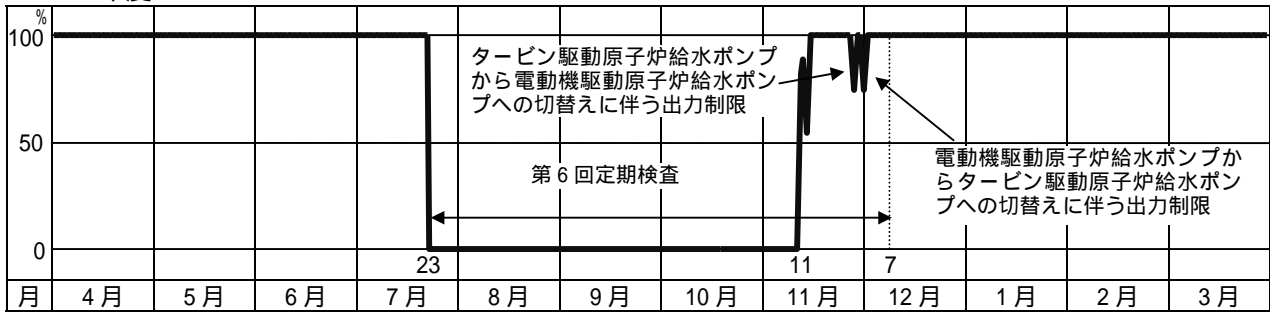 %
100
タービン駆動原子炉給水ポンプ
から電動機駆動原子炉給水ポン
プへの切替えに伴う出力制限
50
第６回定期検査
電動機駆動原子炉給水ポンプか
らタービン駆動原子炉給水ポン
プへの切替えに伴う出力制限
0
23 11 7
月 4月 5月 6月 7月 8月 9月 10月 11月 12月 1月 2月 3月